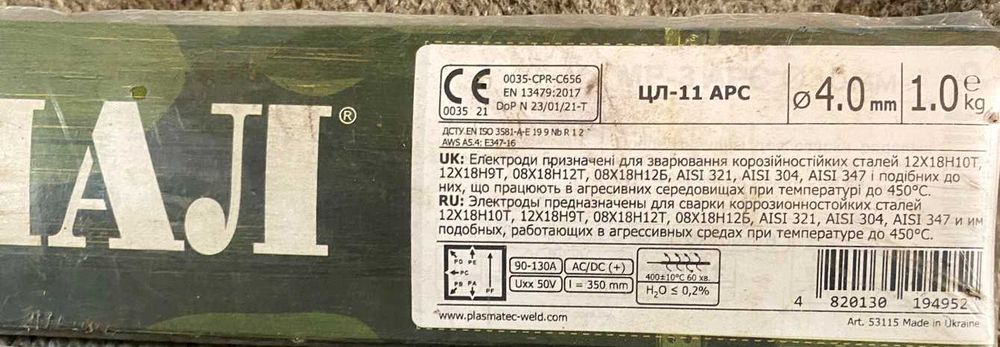 ІАЛ®
CE
0035 21
0035-CPR-C656
EN 13479:2017
DoP N 23/01/21-T
ЦЛ-11 АРС
ø4.0 mm
1.0 e kg
ДСТУ EN ISO 3581-A-E 19 9 Nb R 1 2
AWS A5.4: E347-16
UK: Електроди призначені для зварювання корозійностійких сталей 12Х18Н10Т,
12Х18Н9Т, 08Х18Н12Т, 08Х18Н12Б, AISI 321, AISI 304, AISI 347 і подібних до
них, що працюють в агресивних середовищах при температурі до 450°С.
RU: Электроды предназначены для сварки коррозионностойких сталей
12Х18Н10Т, 12Х18Н9Т, 08Х18Н12Т, 08Х18Н12Б, AISI 321, AISI 304, AISI 347 и им
подобных, работающих в агрессивных средах при температуре до 450°С.
PD PE
PC
PB PA PF
90-130A
AC/DC (+)
Uxx 50V
l = 350 mm
400±10°C 60 хв.
H₂O ≤ 0,2%
4 820130 194952
www.plasmatec-weld.com
Art. 53115 Made in Ukraine